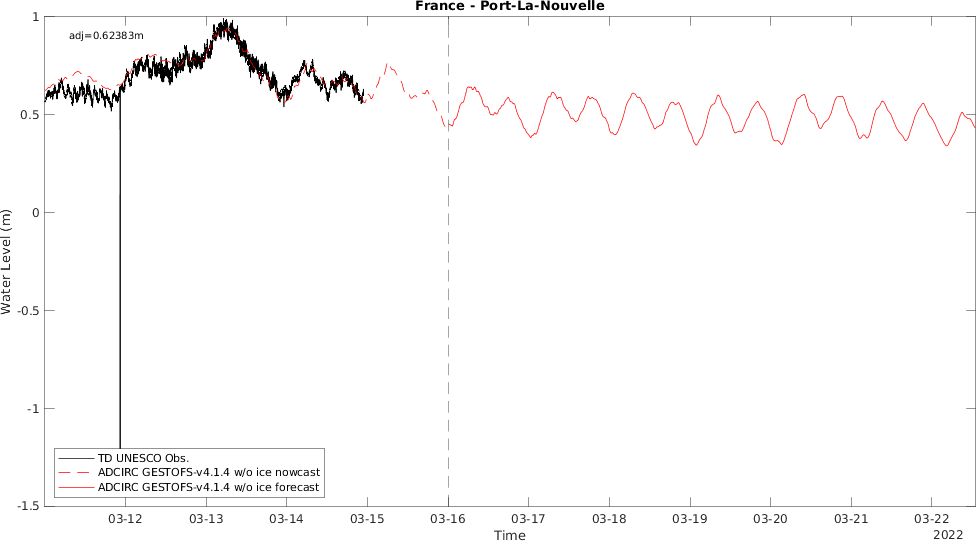 France - Port-La-Nouvelle
adj=0.62383m
Water Level (m)
1
0.5
0
-0.5
-1
-1.5
TD UNESCO Obs.
ADCIRC GESTOFS-v4.1.4 w/o ice nowcast
ADCIRC GESTOFS-v4.1.4 w/o ice forecast
03-12 03-13 03-14 03-15 03-16 03-17 03-18 03-19 03-20 03-21 03-22
Time
2022